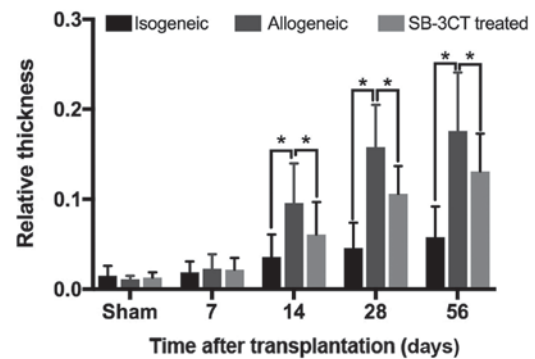 Isogeneic Allogeneic SB-3CT treated
Relative thickness
0.3
0.2
0.1
0.0
* * * * * *
Sham 7 14 28 56
Time after transplantation (days)